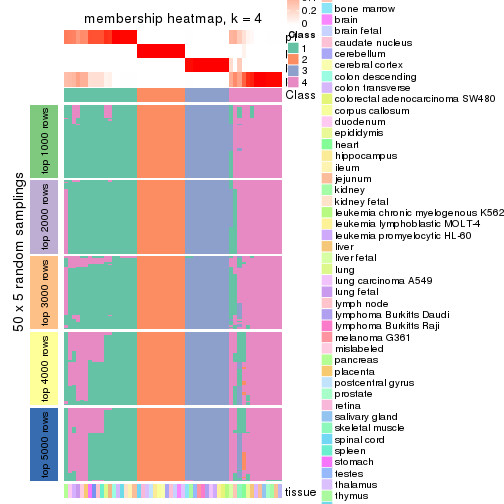 membership heatmap, k = 4
0.2
0
Class
1
2
3
4
Class
50 x 5 random samplings
top 1000 rows
top 2000 rows
top 3000 rows
top 4000 rows
top 5000 rows
tissue
bone marrow
brain
brain fetal
caudate nucleus
cerebellum
cerebral cortex
colon descending
colon transverse
colorectal adenocarcinoma SW480
corpus callosum
duodenum
epididymis
heart
hippocampus
ileum
jejunum
kidney
kidney fetal
leukemia chronic myelogenous K562
leukemia lymphoblastic MOLT-4
leukemia promyelocytic HL-60
liver
liver fetal
lung
lung carcinoma A549
lung fetal
lymph node
lymphoma Burkitts Daudi
lymphoma Burkitts Raji
melanoma G361
mislabeled
pancreas
placenta
postcentral gyrus
prostate
retina
salivary gland
skeletal muscle
spinal cord
spleen
stomach
testes
thalamus
thymus